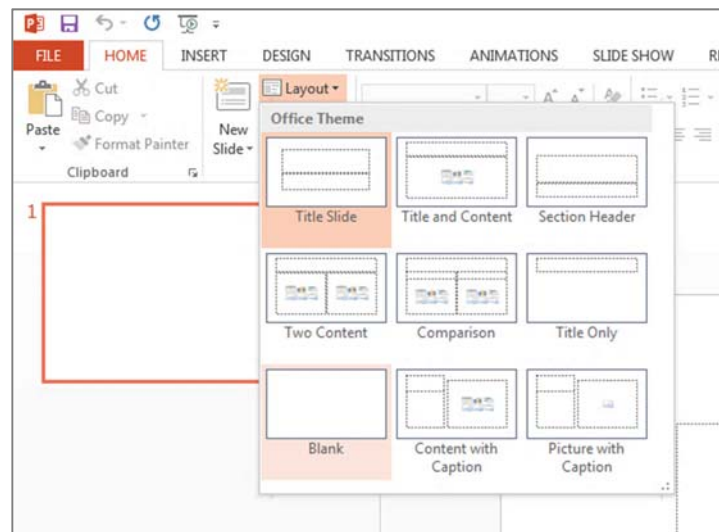 FILE HOME INSERT DESIGN TRANSITIONS ANIMATIONS SLIDE SHOW
Cut
Copy
Format Painter
Paste
Clipboard
New
Slide
Layout
Office Theme
Title Slide
Title and Content
Section Header
Two Content
Comparison
Title Only
Blank
Content with
Caption
Picture with
Caption
1